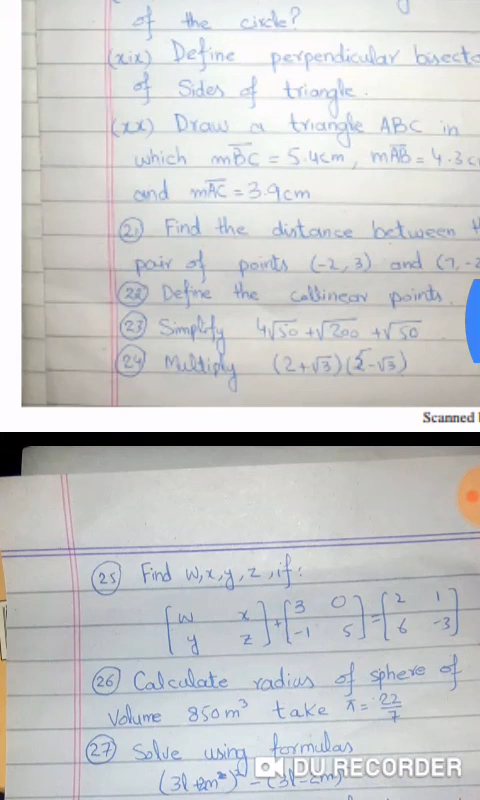 of the circle?
(xix) Define perpendicular bisecto
of Sides of triangle.
(xx) Draw a triangle ABC in
which mBC = 5.4cm, mAB = 4.3c
and mAC = 3.9cm
(21) Find the distance between
pair of points (-2, 3) and (7, -2
(22) Define the collinear points.
(23) Simplify 4√50 + √200 + √50
(24) Multiply (2+√3)(2-√3)
Scanned
(25) Find w,x,y,z, if:
[w x] + [3 0] = [2 1]
[y z] [-1 5] [6 -3]
(26) Calculate radius of sphere of
Volume 850m³ take π = 22/7
(27) Solve using formulas
DU RECORDER